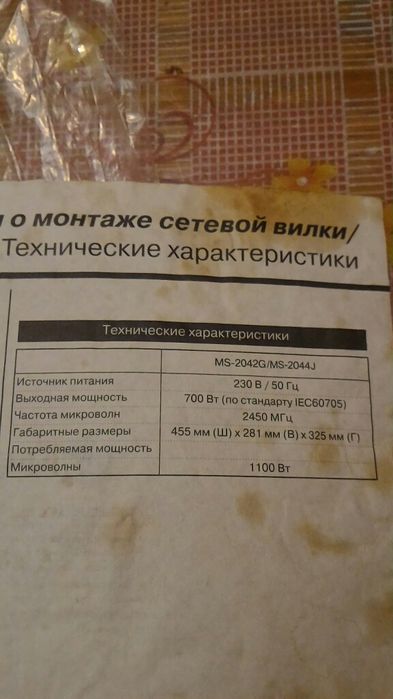 о монтаже сетевой вилки/
Технические характеристики
Технические характеристики
MS-2042G/MS-2044J
Источник питания 230 В / 50 Гц
Выходная мощность 700 Вт (по стандарту IEC60705)
Частота микроволн 2450 МГц
Габаритные размеры 455 мм (Ш) x 281 мм (В) x 325 мм (Г)
Потребляемая мощность
Микроволны 1100 Вт